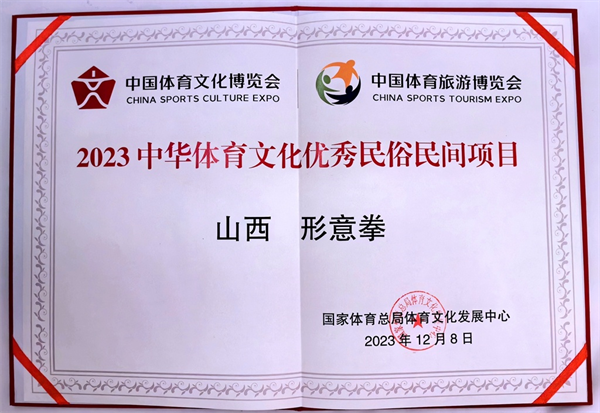 中国体育文化博览会
CHINA SPORTS CULTURE EXPO
中国体育旅游博览会
CHINA SPORTS TOURISM EXPO
2023 中华体育文化优秀民俗民间项目
山西 形意拳
国家体育总局体育文化发展中心
2023 年 12 月 8 日